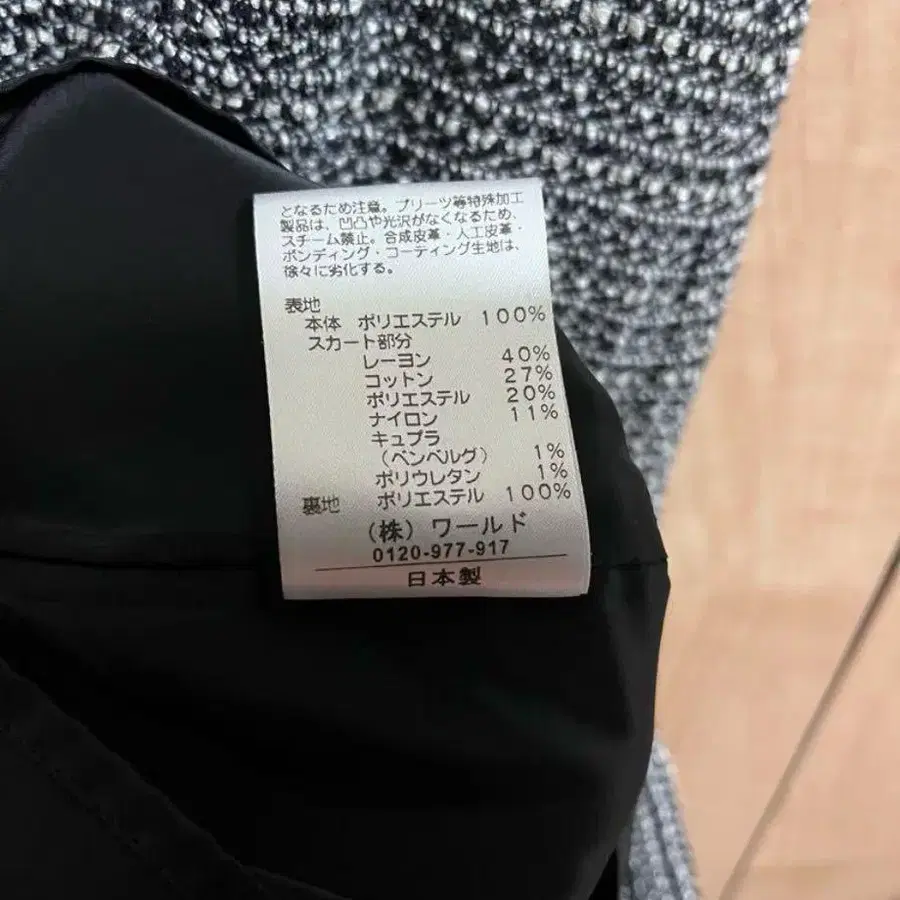 となるため注意。プリーツ等特殊加工
製品は、凹凸や光沢がなくなるため、
スチーム禁止。合成皮革・人工皮革・
ボンディング・コーティング生地は、
徐々に劣化する。
表地
本体 ポリエステル 100%
スカート部分
レーヨン 40%
コットン 27%
ポリエステル 20%
ナイロン 11%
キュプラ
(ベンベルグ) 1%
ポリウレタン 1%
裏地 ポリエステル 100%
(株)ワールド
0120-977-917
日本製